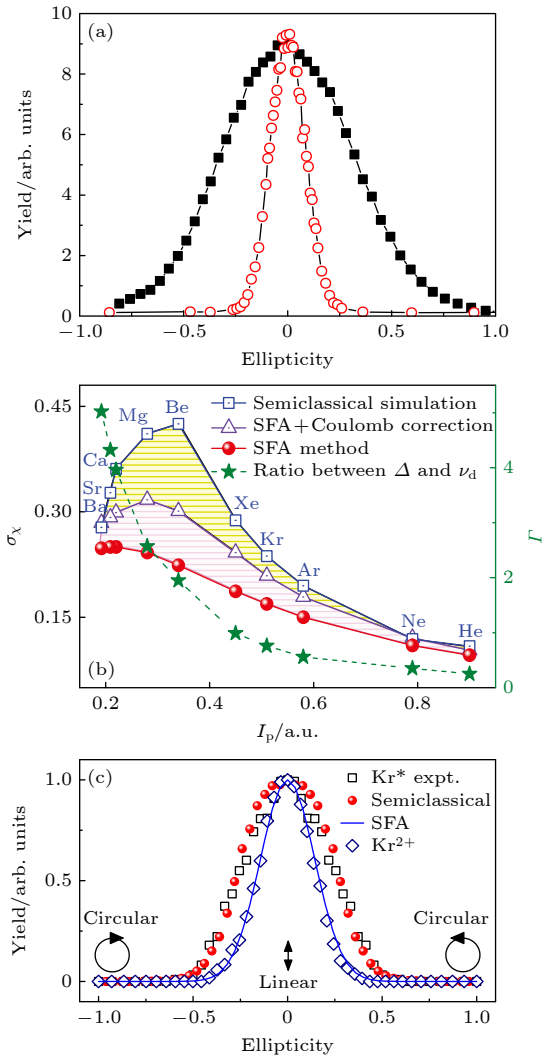 (a)
10
8
6
4
2
0
Yield/arb. units
−1.0 −0.5 0 0.5 1.0
Ellipticity
(b)
0.45
0.30
0.15
σχ
Semiclassical simulation
SFA+Coulomb correction
SFA method
Ratio between Δ and νd
Be
Mg
Ca
Sr
Ba
Xe
Kr
Ar
Ne
He
4
2
0
Γ
0.2 0.4 0.6 0.8
Ip/a.u.
(c)
1.0
0.5
0
Yield/arb. units
Kr* expt.
Semiclassical
SFA
Kr²⁺
Circular
Circular
Linear
−1.0 −0.5 0 0.5 1.0
Ellipticity